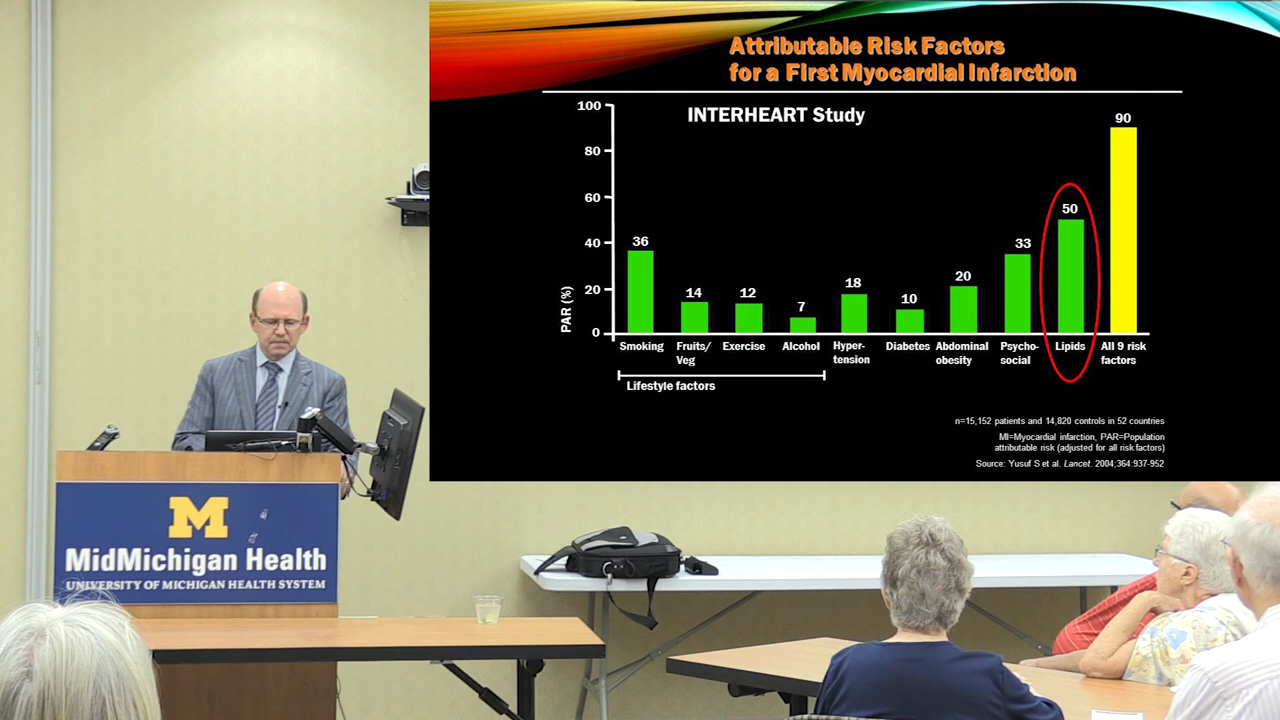 Attributable Risk Factors
for a First Myocardial Infarction
INTERHEART Study
PAR (%)
100
80
60
40
20
0
36
14
12
7
18
10
20
33
50
90
Smoking
Fruits/
Veg
Exercise
Alcohol
Hyper-
tension
Diabetes
Abdominal
obesity
Psycho-
social
Lipids
All 9 risk
factors
Lifestyle factors
n=15,152 patients and 14,820 controls in 52 countries
MI=Myocardial infarction, PAR=Population
attributable risk (adjusted for all risk factors)
Source: Yusuf S et al. Lancet. 2004;364:937-952
M
MidMichigan Health
UNIVERSITY OF MICHIGAN HEALTH SYSTEM